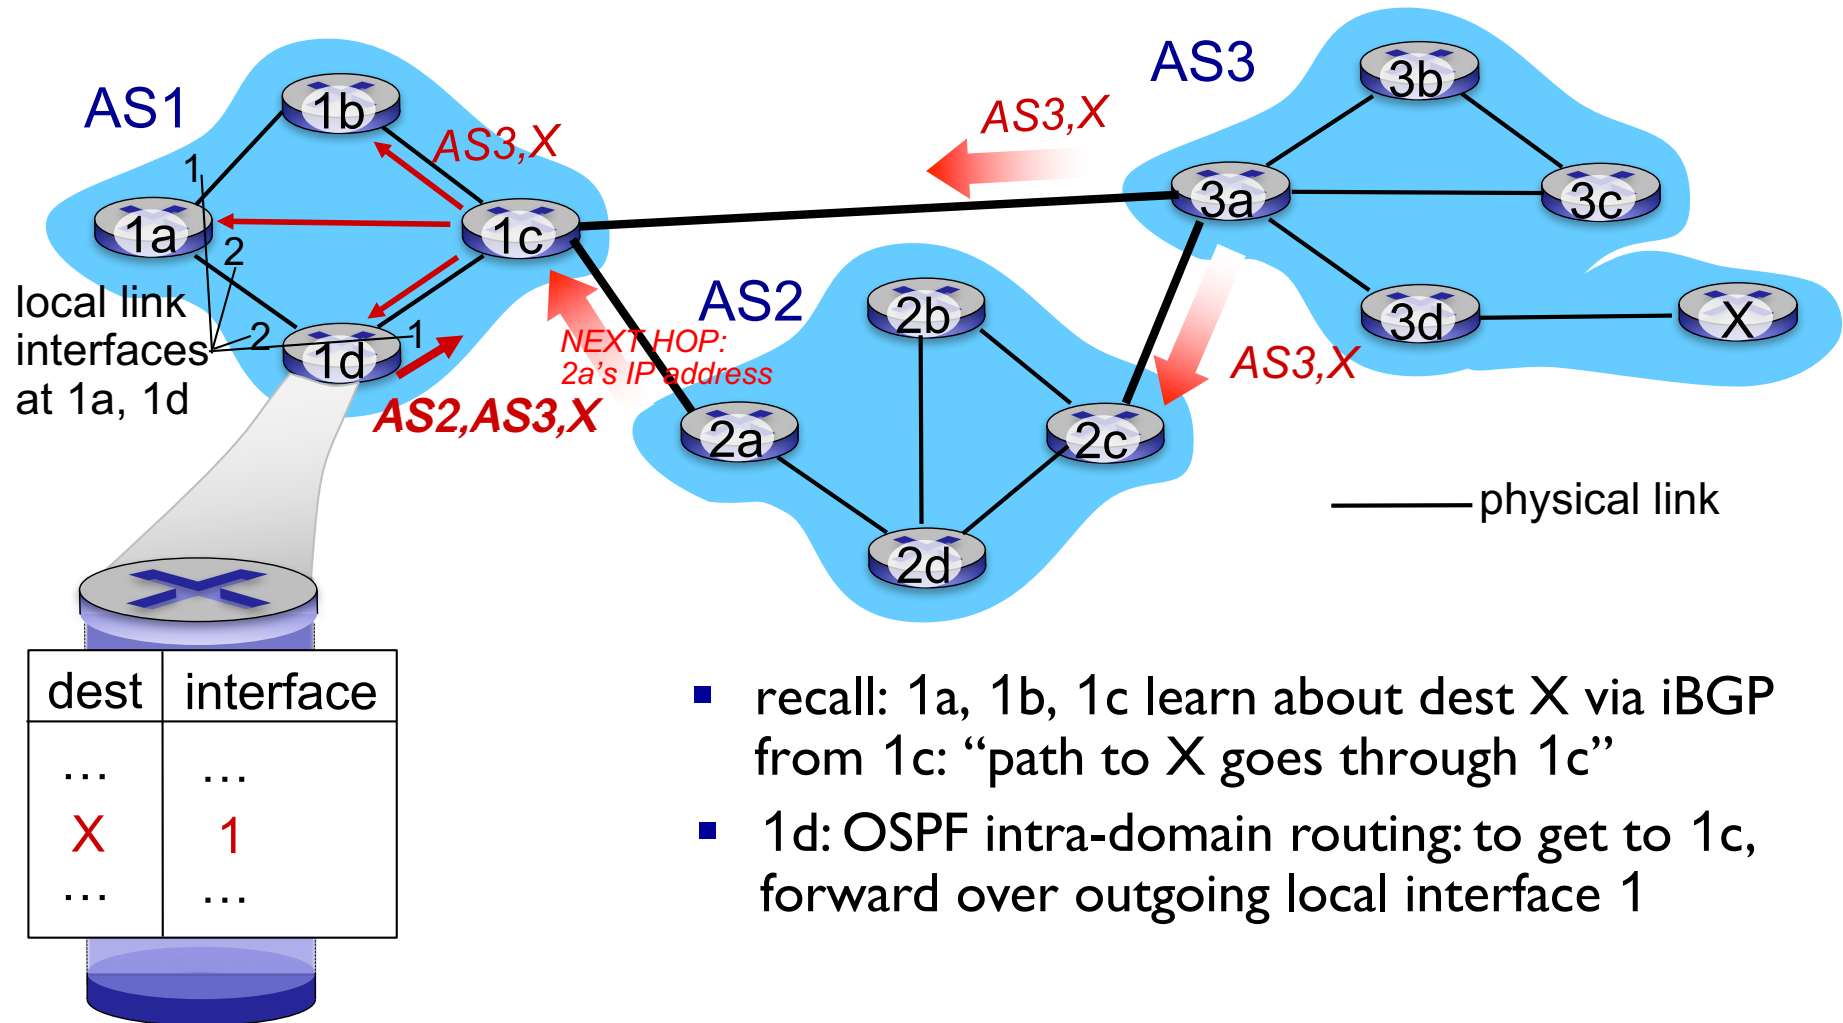 AS3
3b
AS1
1b
AS3,X
AS3,X
1
3a
3c
1a
1c
2
AS2
local link
interfaces
at 1a, 1d
2
1d
1
2b
3d
X
NEXT HOP:
2a's IP address
AS3,X
AS2,AS3,X
2a
2c
physical link
2d
dest interface
... ...
X 1
... ...
▪ recall: 1a, 1b, 1c learn about dest X via iBGP
from 1c: “path to X goes through 1c”
▪ 1d: OSPF intra-domain routing: to get to 1c,
forward over outgoing local interface 1